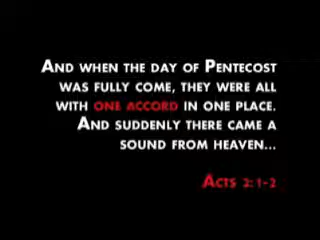 And when the day of Pentecost
was fully come, they were all
with one accord in one place.
And suddenly there came a
sound from heaven...
Acts 2:1-2